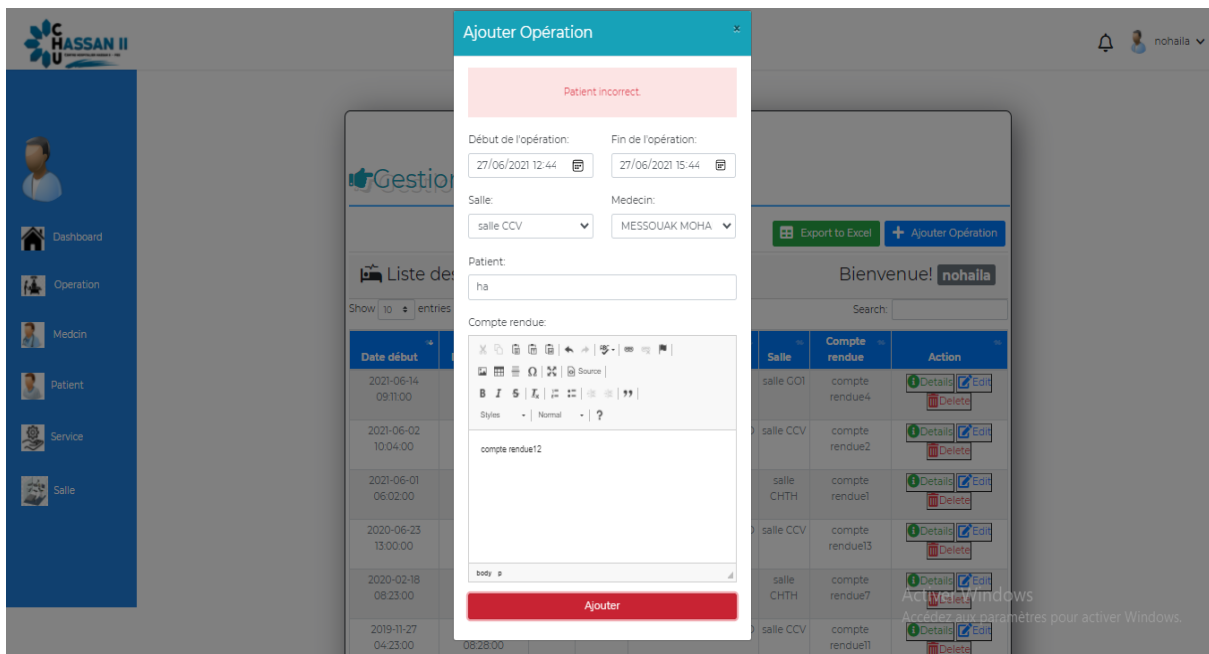 C
HASSAN II
U
nohaila
Dashboard
Operation
Medcin
Patient
Service
Salle
Ajouter Opération
x
Patient incorrect.
Début de l'opération: Fin de l'opération:
27/06/2021 12:44 27/06/2021 15:44
Salle: Medecin:
salle CCV MESSOUAK MOHA
Patient:
ha
Compte rendue:
Source
B I S Ix
Styles Normal ?
compte rendue12
body p
Ajouter
Gestio
Export to Excel + Ajouter Opération
Liste de Bienvenue! nohaila
Show 10 entries Search:
Date début Salle Compte rendue Action
2021-06-14 09:11:00 salle GO1 compte rendue4 Details Edit Delete
2021-06-02 10:04:00 salle CCV compte rendue2 Details Edit Delete
2021-06-01 06:02:00 salle CHTH compte rendue1 Details Edit Delete
2020-06-23 13:00:00 salle CCV compte rendue13 Details Edit Delete
2020-02-18 08:23:00 salle CHTH compte rendue7 Details Edit Delete
2019-11-27 04:23:00 08:28:00 salle CCV compte rendue11 Details Edit Delete
Activer Windows
Accédez aux paramètres pour activer Windows.